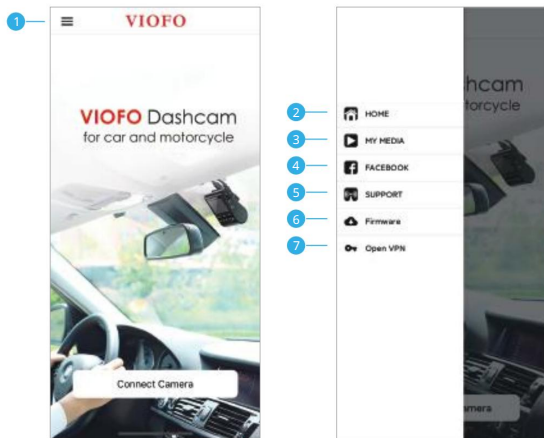 1
VIOFO
VIOFO Dashcam
for car and motorcycle
Connect Camera
2 HOME
3 MY MEDIA
4 FACEBOOK
5 SUPPORT
6 Firmware
7 Open VPN
hcam
torcycle
amera